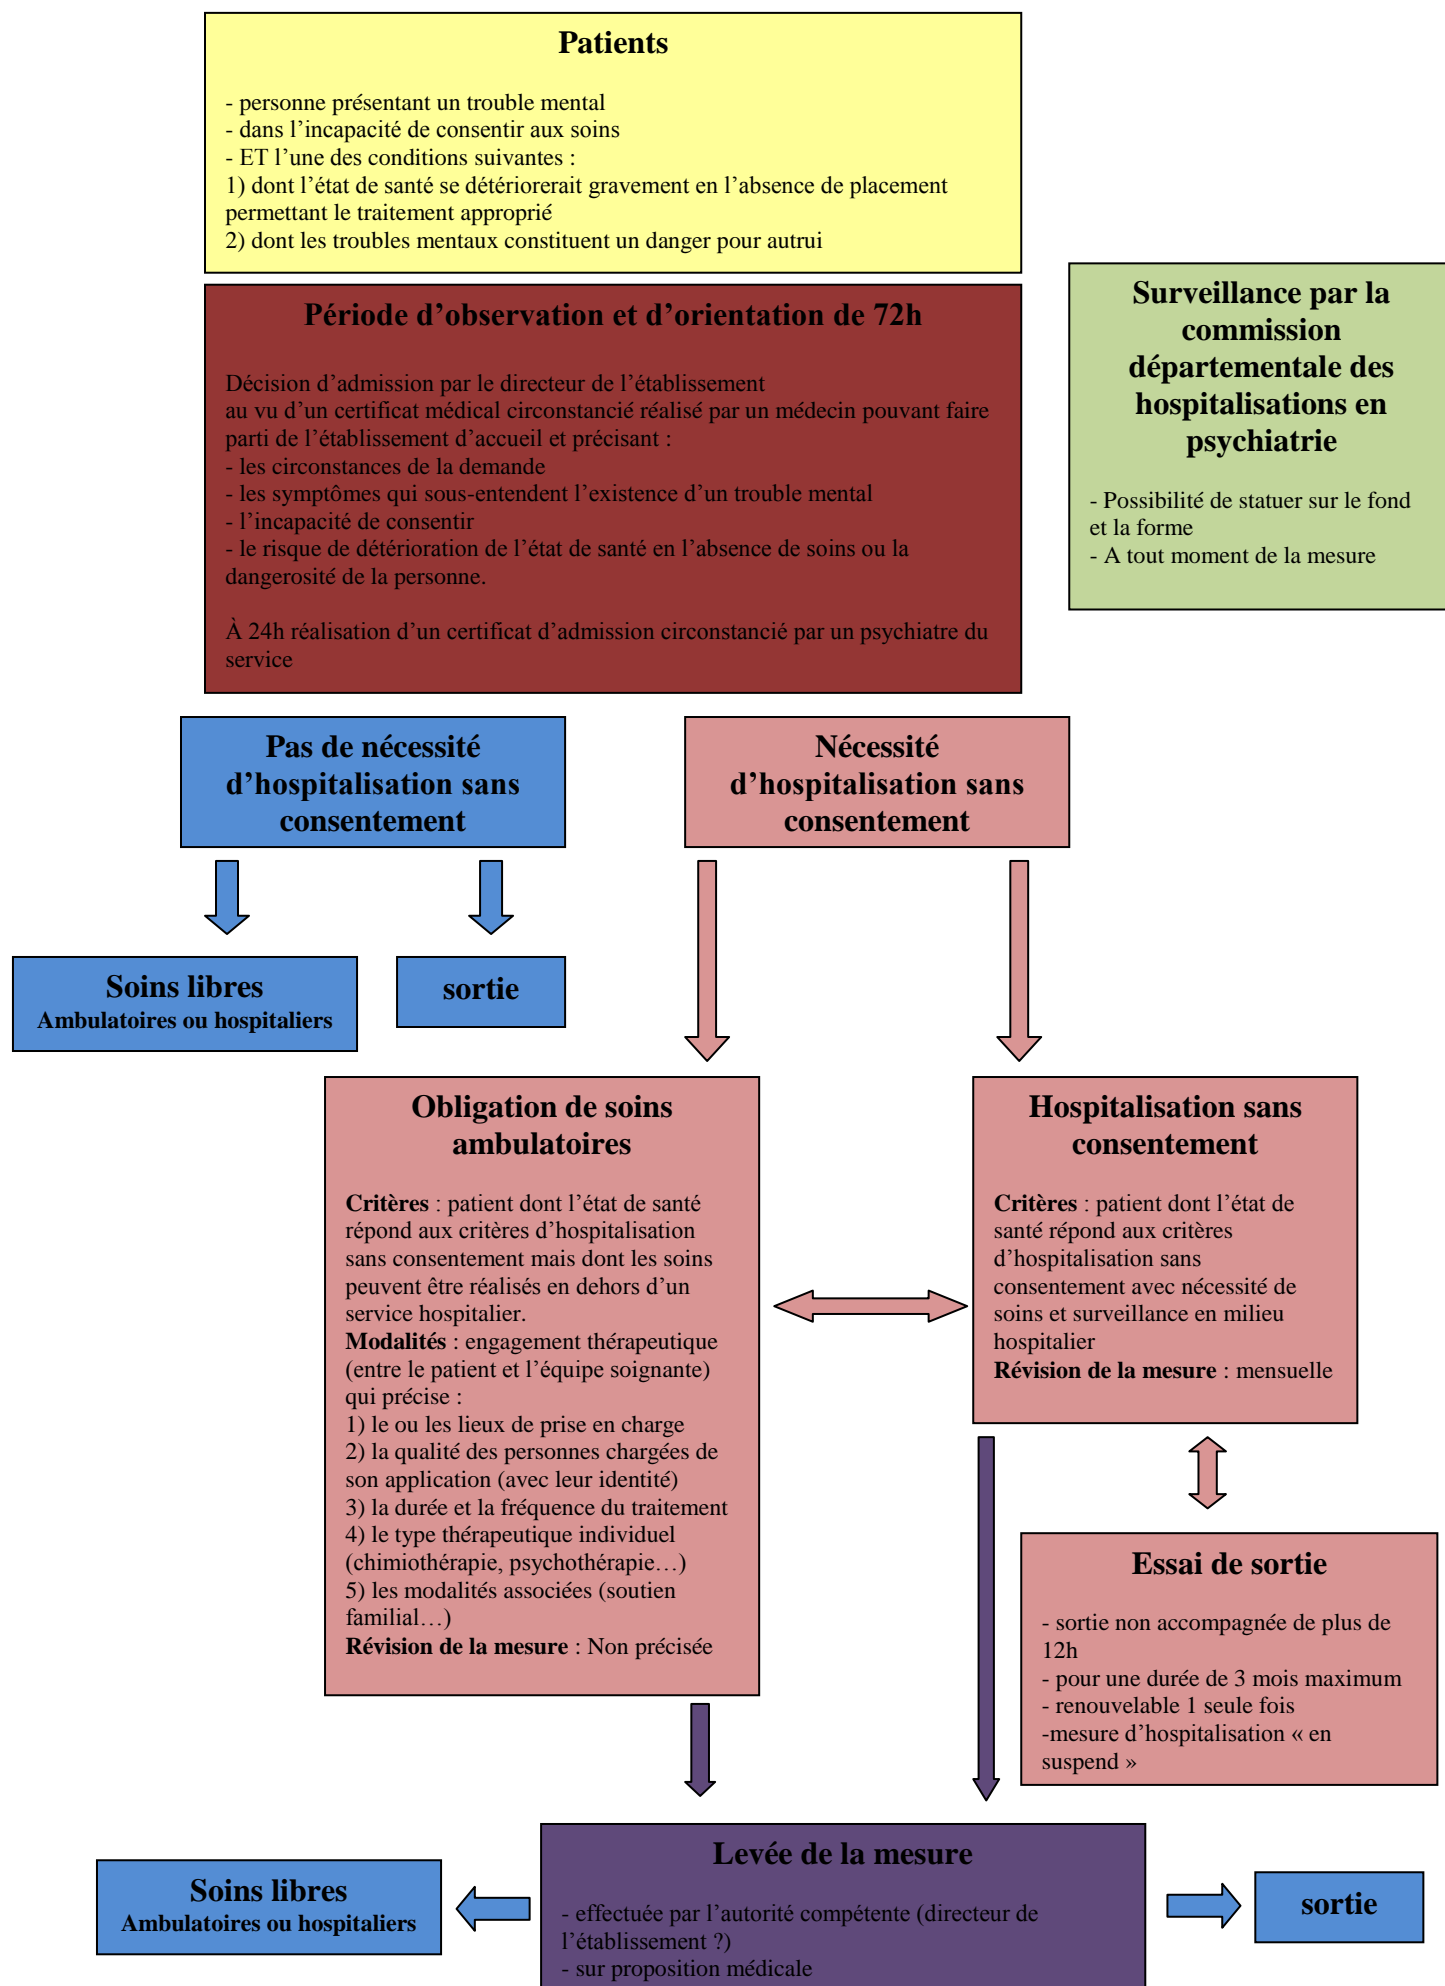 Patients
- personne présentant un trouble mental
- dans l’incapacité de consentir aux soins
- ET l’une des conditions suivantes :
1) dont l’état de santé se détériorerait gravement en l’absence de placement
permettant le traitement approprié
2) dont les troubles mentaux constituent un danger pour autrui
Période d’observation et d’orientation de 72h
Décision d’admission par le directeur de l’établissement
au vu d’un certificat médical circonstancié réalisé par un médecin pouvant faire
parti de l’établissement d’accueil et précisant :
- les circonstances de la demande
- les symptômes qui sous-entendent l’existence d’un trouble mental
- l’incapacité de consentir
- le risque de détérioration de l’état de santé en l’absence de soins ou la
dangerosité de la personne.
À 24h réalisation d’un certificat d’admission circonstancié par un psychiatre du
service
Surveillance par la
commission
départementale des
hospitalisations en
psychiatrie
- Possibilité de statuer sur le fond
et la forme
- A tout moment de la mesure
Pas de nécessité
d’hospitalisation sans
consentement
Nécessité
d’hospitalisation sans
consentement
Soins libres
Ambulatoires ou hospitaliers
sortie
Obligation de soins
ambulatoires
Critères : patient dont l’état de santé
répond aux critères d’hospitalisation
sans consentement mais dont les soins
peuvent être réalisés en dehors d’un
service hospitalier.
Modalités : engagement thérapeutique
(entre le patient et l’équipe soignante)
qui précise :
1) le ou les lieux de prise en charge
2) la qualité des personnes chargées de
son application (avec leur identité)
3) la durée et la fréquence du traitement
4) le type thérapeutique individuel
(chimiothérapie, psychothérapie…)
5) les modalités associées (soutien
familial…)
Révision de la mesure : Non précisée
Hospitalisation sans
consentement
Critères : patient dont l’état de
santé répond aux critères
d’hospitalisation sans
consentement avec nécessité de
soins et surveillance en milieu
hospitalier
Révision de la mesure : mensuelle
Essai de sortie
- sortie non accompagnée de plus de
12h
- pour une durée de 3 mois maximum
- renouvelable 1 seule fois
-mesure d’hospitalisation « en
suspend »
Levée de la mesure
- effectuée par l’autorité compétente (directeur de
l’établissement ?)
- sur proposition médicale
Soins libres
Ambulatoires ou hospitaliers
sortie